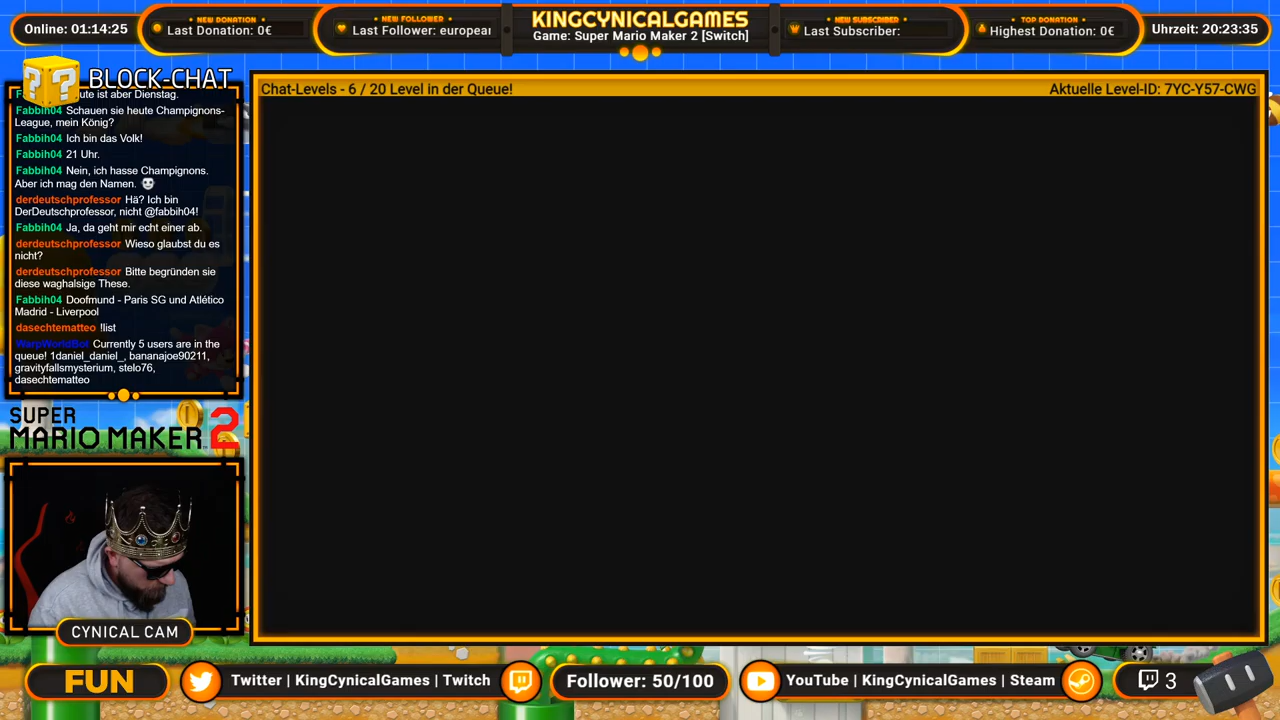 Online: 01:14:25
NEW DONATION
Last Donation: 0€
NEW FOLLOWER
Last Follower: europear
KINGCYNICALGAMES
Game: Super Mario Maker 2 [Switch]
NEW SUBSCRIBER
Last Subscriber:
TOP DONATION
Highest Donation: 0€
Uhrzeit: 20:23:35
BLOCK-CHAT
ist aber Dienstag.
Fabbih04 Schauen sie heute Champignons-
League, mein König?
Fabbih04 Ich bin das Volk!
Fabbih04 21 Uhr.
Fabbih04 Nein, ich hasse Champignons.
Aber ich mag den Namen.
derdeutschprofessor Hä? Ich bin
DerDeutschprofessor, nicht @fabbih04!
Fabbih04 Ja, da geht mir echt einer ab.
derdeutschprofessor Wieso glaubst du es
nicht?
derdeutschprofessor Bitte begründen sie
diese waghalsige These.
Fabbih04 Doofmund - Paris SG und Atlético
Madrid - Liverpool
dasechtematteo !list
WarpWorldBot Currently 5 users are in the
queue! 1daniel_daniel_, bananajoe90211,
gravityfallsmysterium, stelo76,
dasechtematteo
Chat-Levels - 6 / 20 Level in der Queue!
Aktuelle Level-ID: 7YC-Y57-CWG
SUPER
MARIO MAKER 2
CYNICAL CAM
FUN
Twitter | KingCynicalGames | Twitch
Follower: 50/100
YouTube | KingCynicalGames | Steam
3